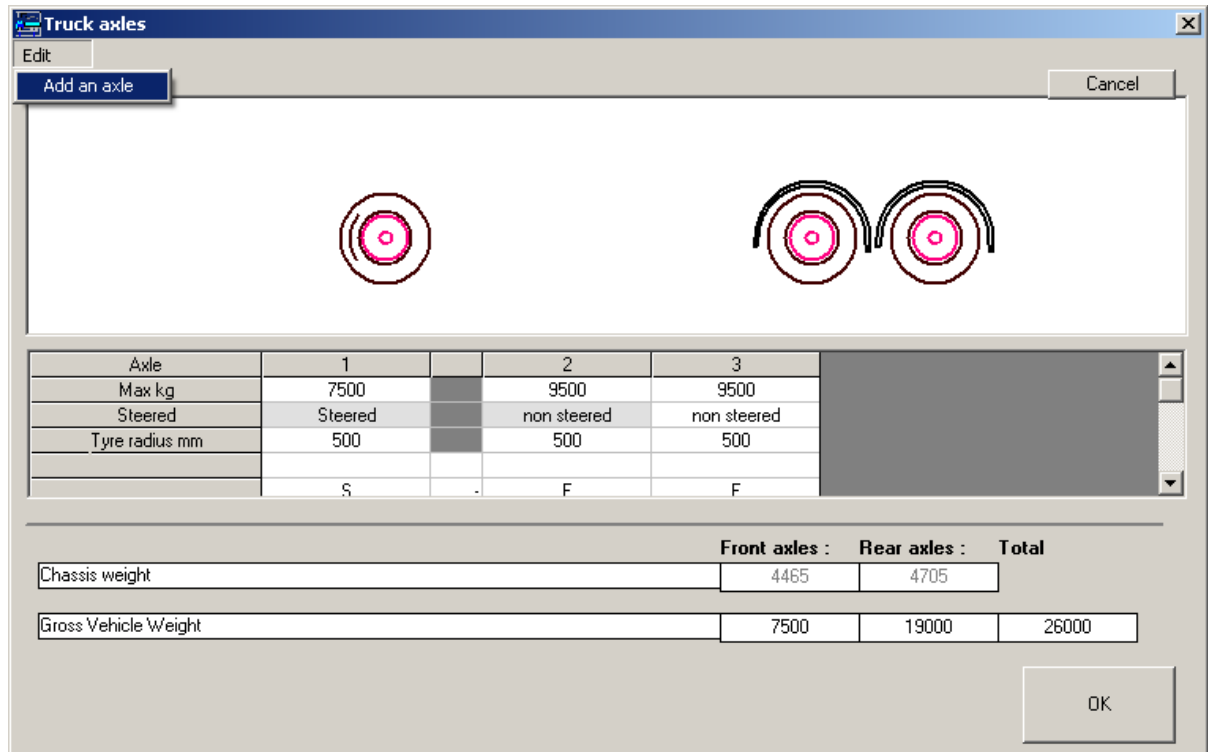 Truck axles
Edit
Add an axle
Cancel
Axle 1 2 3
Max kg 7500 9500 9500
Steered Steered non steered non steered
Tyre radius mm 500 500 500
S - F F
Front axles : Rear axles : Total
Chassis weight 4465 4705
Gross Vehicle Weight 7500 19000 26000
OK